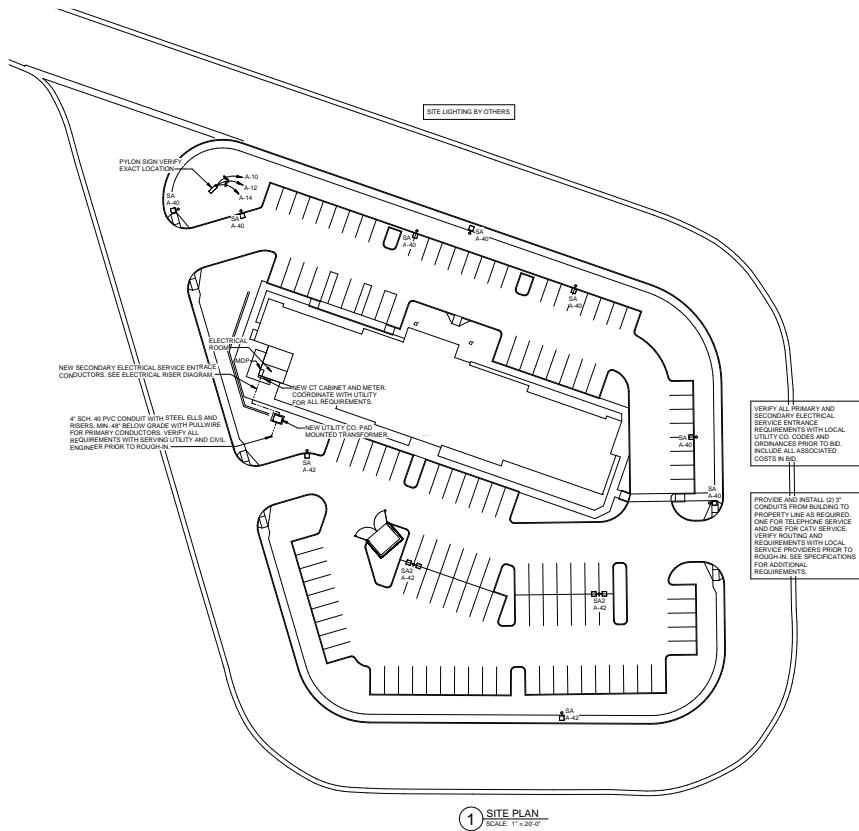 SITE LIGHTING BY OTHERS
PYLON SIGN VERIFY
EXACT LOCATION
A-10
A-12
A-14
SA
A-40
SA
A-40
SA
A-40
SA
A-40
SA
A-40
ELECTRICAL
ROOM
MDP
NEW SECONDARY ELECTRICAL SERVICE ENTRACE
CONDUCTORS. SEE ELECTRICAL RISER DIAGRAM.
NEW CT CABINET AND METER.
COORDINATE WITH UTILITY
FOR ALL REQUIREMENTS.
4" SCH. 40 PVC CONDUIT WITH STEEL ELLS AND
RISERS, MIN. 48" BELOW GRADE WITH PULLWIRE
FOR PRIMARY CONDUCTORS. VERIFY ALL
REQUIREMENTS WITH SERVING UTILITY AND CIVIL
ENGINEER PRIOR TO ROUGH-IN.
NEW UTILITY CO. PAD
MOUNTED TRANSFORMER.
SA
A-42
SA
A-40
SA
A-40
VERIFY ALL PRIMARY AND
SECONDARY ELECTRICAL
SERVICE ENTRANCE
REQUIREMENTS WITH LOCAL
UTILITY CO. CODES AND
ORDINANCES PRIOR TO BID.
INCLUDE ALL ASSOCIATED
COSTS IN BID.
PROVIDE AND INSTALL (2) 3"
CONDUITS FROM BUILDING TO
PROPERTY LINE AS REQUIRED.
ONE FOR TELEPHONE SERVICE
AND ONE FOR CATV SERVICE.
VERIFY ROUTING AND
REQUIREMENTS WITH LOCAL
SERVICE PROVIDERS PRIOR TO
ROUGH-IN. SEE SPECIFICATIONS
FOR ADDITIONAL
REQUIREMENTS.
SA2
A-42
SA2
A-42
SA
A-42
1
SITE PLAN
SCALE: 1" = 20'-0"